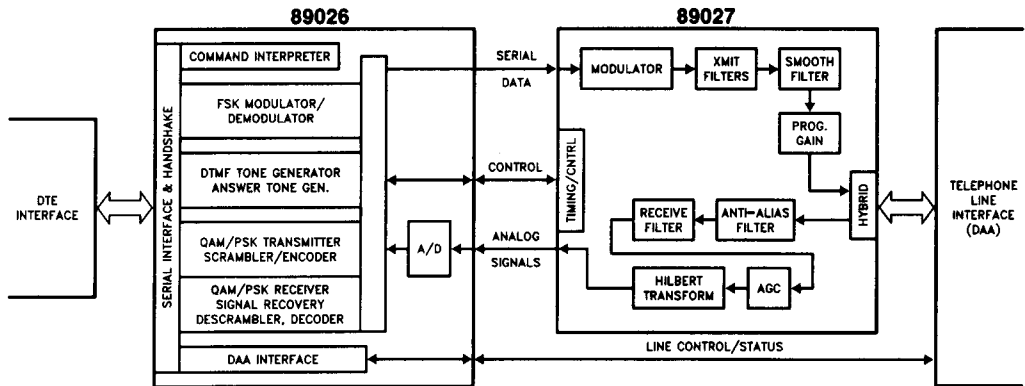 89026
89027
DTE
INTERFACE
SERIAL INTERFACE & HANDSHAKE
COMMAND INTERPRETER
FSK MODULATOR/
DEMODULATOR
DTMF TONE GENERATOR
ANSWER TONE GEN.
QAM/PSK TRANSMITTER
SCRAMBLER/ENCODER
QAM/PSK RECEIVER
SIGNAL RECOVERY
DESCRAMBLER, DECODER
DAA INTERFACE
A/D
SERIAL
DATA
CONTROL
ANALOG
SIGNALS
TIMING/CNTRL
MODULATOR
XMIT
FILTERS
SMOOTH
FILTER
PROG.
GAIN
HYBRID
RECEIVE
FILTER
ANTI-ALIAS
FILTER
HILBERT
TRANSFORM
AGC
LINE CONTROL/STATUS
TELEPHONE
LINE
INTERFACE
(DAA)